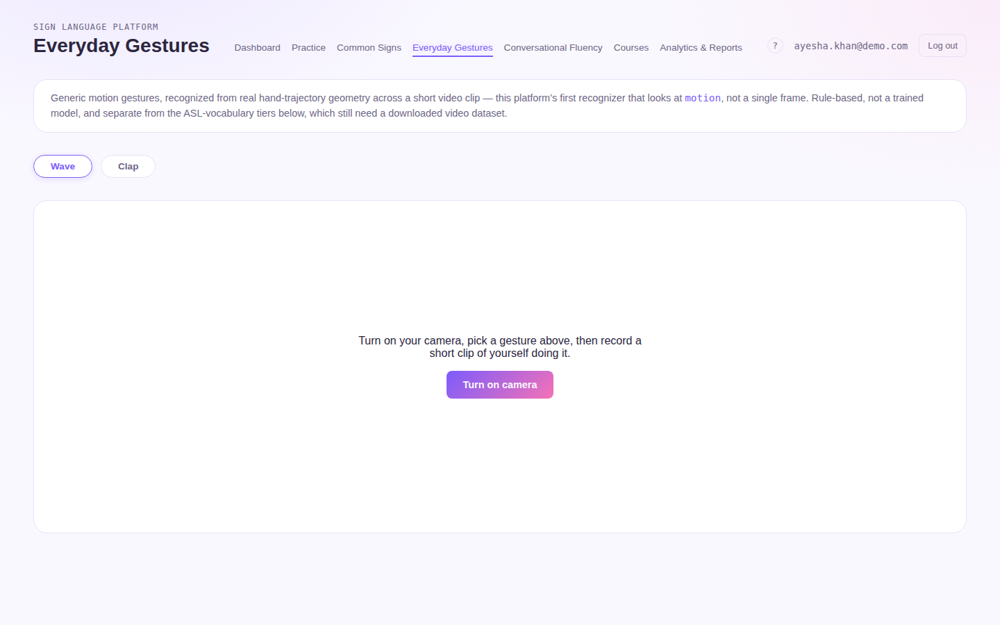 SIGN LANGUAGE PLATFORM
Everyday Gestures
Dashboard Practice Common Signs Everyday Gestures Conversational Fluency Courses Analytics & Reports
? ayesha.khan@demo.com Log out
Generic motion gestures, recognized from real hand-trajectory geometry across a short video clip — this platform's first recognizer that looks at motion, not a single frame. Rule-based, not a trained
model, and separate from the ASL-vocabulary tiers below, which still need a downloaded video dataset.
Wave Clap
Turn on your camera, pick a gesture above, then record a
short clip of yourself doing it.
Turn on camera